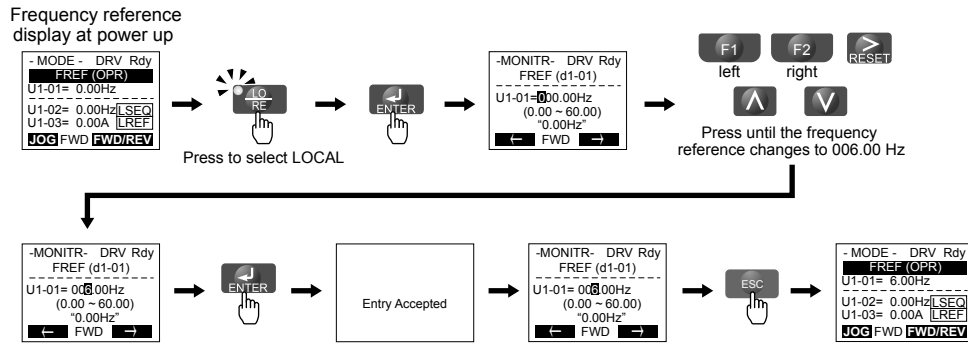 Frequency reference
display at power up
- MODE - DRV Rdy
FREF (OPR)
U1-01= 0.00Hz
U1-02= 0.00Hz LSEQ
U1-03= 0.00A LREF
JOG FWD FWD/REV
LO
RE
Press to select LOCAL
ENTER
-MONITR- DRV Rdy
FREF (d1-01)
U1-01=000.00Hz
(0.00 ~ 60.00)
“0.00Hz”
← FWD →
F1
left
F2
right
>
RESET
∧
∨
Press until the frequency
reference changes to 006.00 Hz
-MONITR- DRV Rdy
FREF (d1-01)
U1-01= 006.00Hz
(0.00 ~ 60.00)
“0.00Hz”
← FWD →
ENTER
Entry Accepted
-MONITR- DRV Rdy
FREF (d1-01)
U1-01= 006.00Hz
(0.00 ~ 60.00)
“0.00Hz”
← FWD →
ESC
- MODE - DRV Rdy
FREF (OPR)
U1-01= 6.00Hz
U1-02= 0.00Hz LSEQ
U1-03= 0.00A LREF
JOG FWD FWD/REV